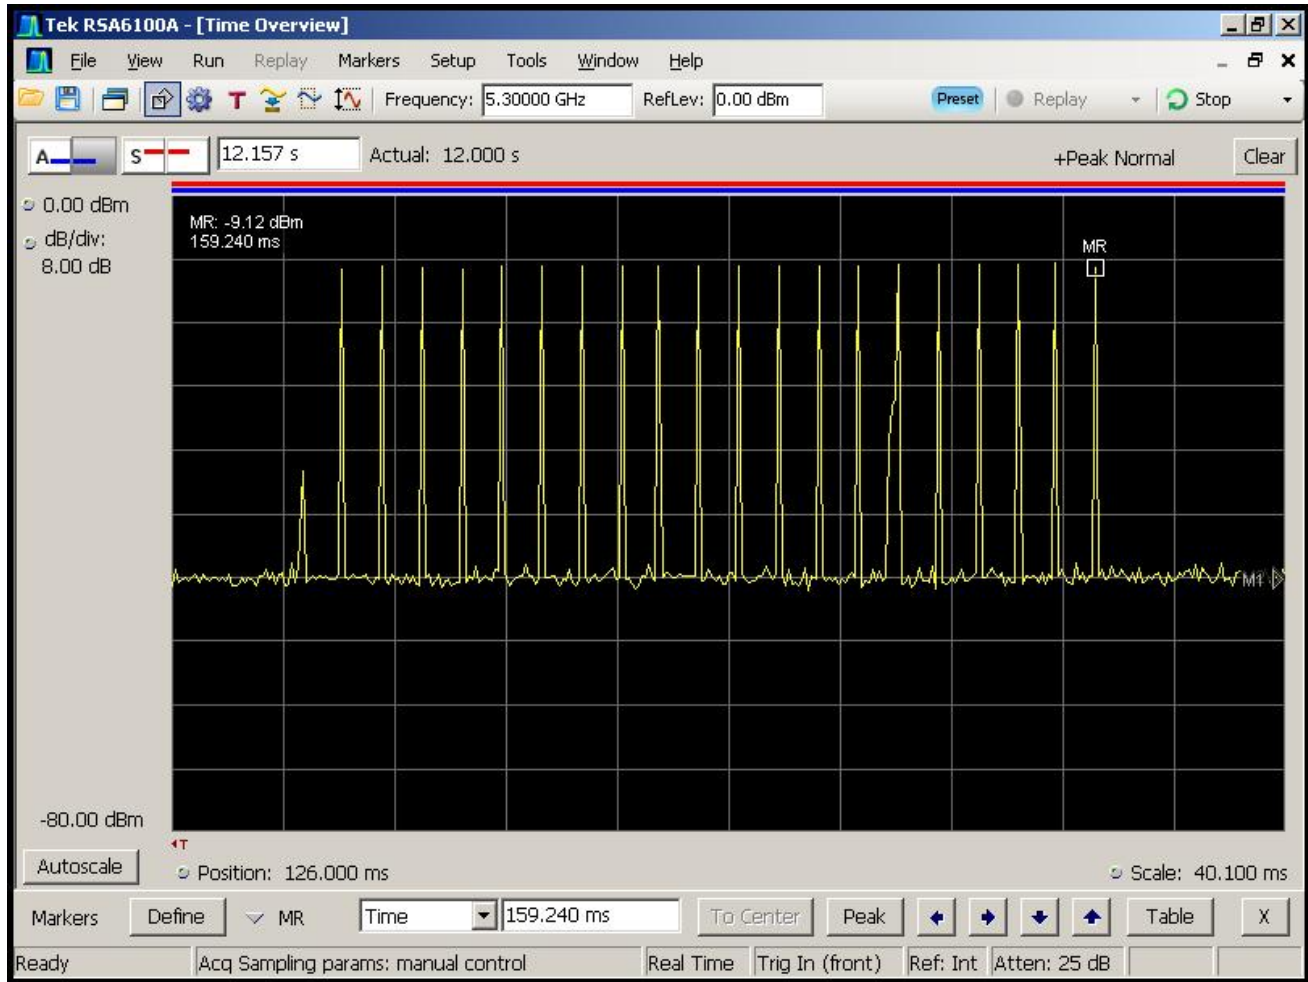 Tek RSA6100A - [Time Overview]
File View Run Replay Markers Setup Tools Window Help
T Frequency: 5.30000 GHz RefLev: 0.00 dBm Preset Replay Stop
A S 12.157 s Actual: 12.000 s +Peak Normal Clear
0.00 dBm
dB/div:
8.00 dB
MR: -9.12 dBm
159.240 ms
MR
M1
-80.00 dBm
T
Autoscale Position: 126.000 ms Scale: 40.100 ms
Markers Define MR Time 159.240 ms To Center Peak Table X
Ready Acq Sampling params: manual control Real Time Trig In (front) Ref: Int Atten: 25 dB